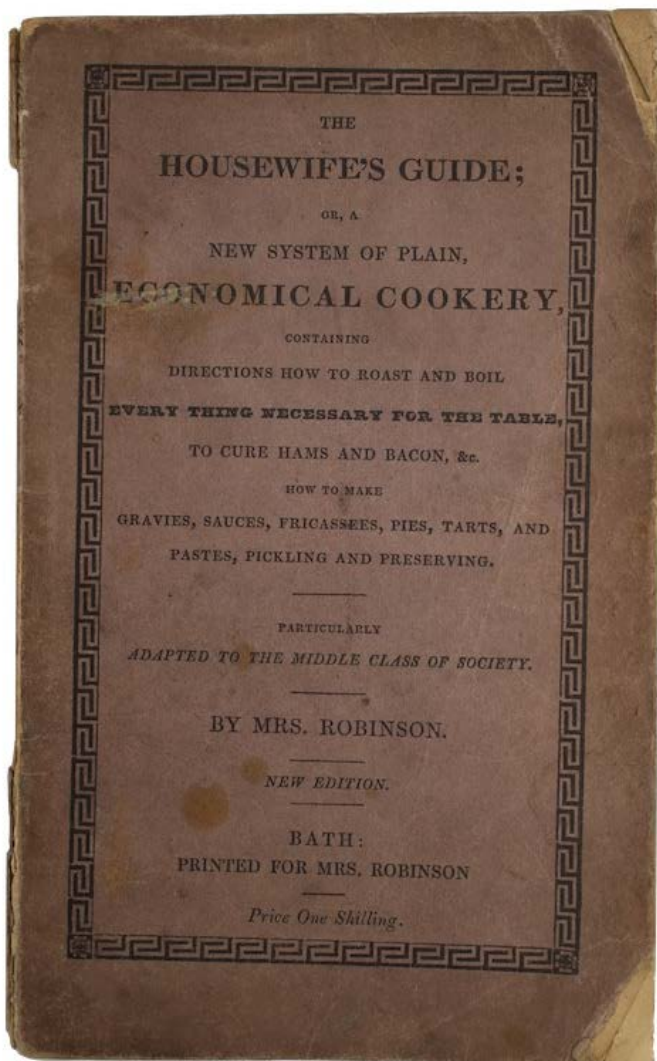 THE
HOUSEWIFE'S GUIDE;
OR, A
NEW SYSTEM OF PLAIN,
ECONOMICAL COOKERY,
CONTAINING
DIRECTIONS HOW TO ROAST AND BOIL
EVERY THING NECESSARY FOR THE TABLE,
TO CURE HAMS AND BACON, &c.
HOW TO MAKE
GRAVIES, SAUCES, FRICASSEES, PIES, TARTS, AND
PASTES, PICKLING AND PRESERVING.
PARTICULARLY
ADAPTED TO THE MIDDLE CLASS OF SOCIETY.
BY MRS. ROBINSON.
NEW EDITION.
BATH:
PRINTED FOR MRS. ROBINSON
Price One Shilling.